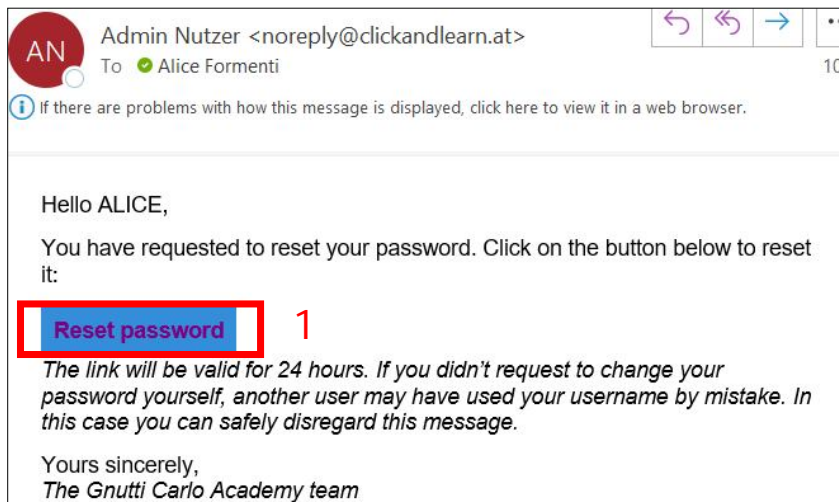 AN
Admin Nutzer <noreply@clickandlearn.at>
To Alice Formenti
10
If there are problems with how this message is displayed, click here to view it in a web browser.
Hello ALICE,
You have requested to reset your password. Click on the button below to reset
it:
Reset password
1
The link will be valid for 24 hours. If you didn't request to change your
password yourself, another user may have used your username by mistake. In
this case you can safely disregard this message.
Yours sincerely,
The Gnutti Carlo Academy team